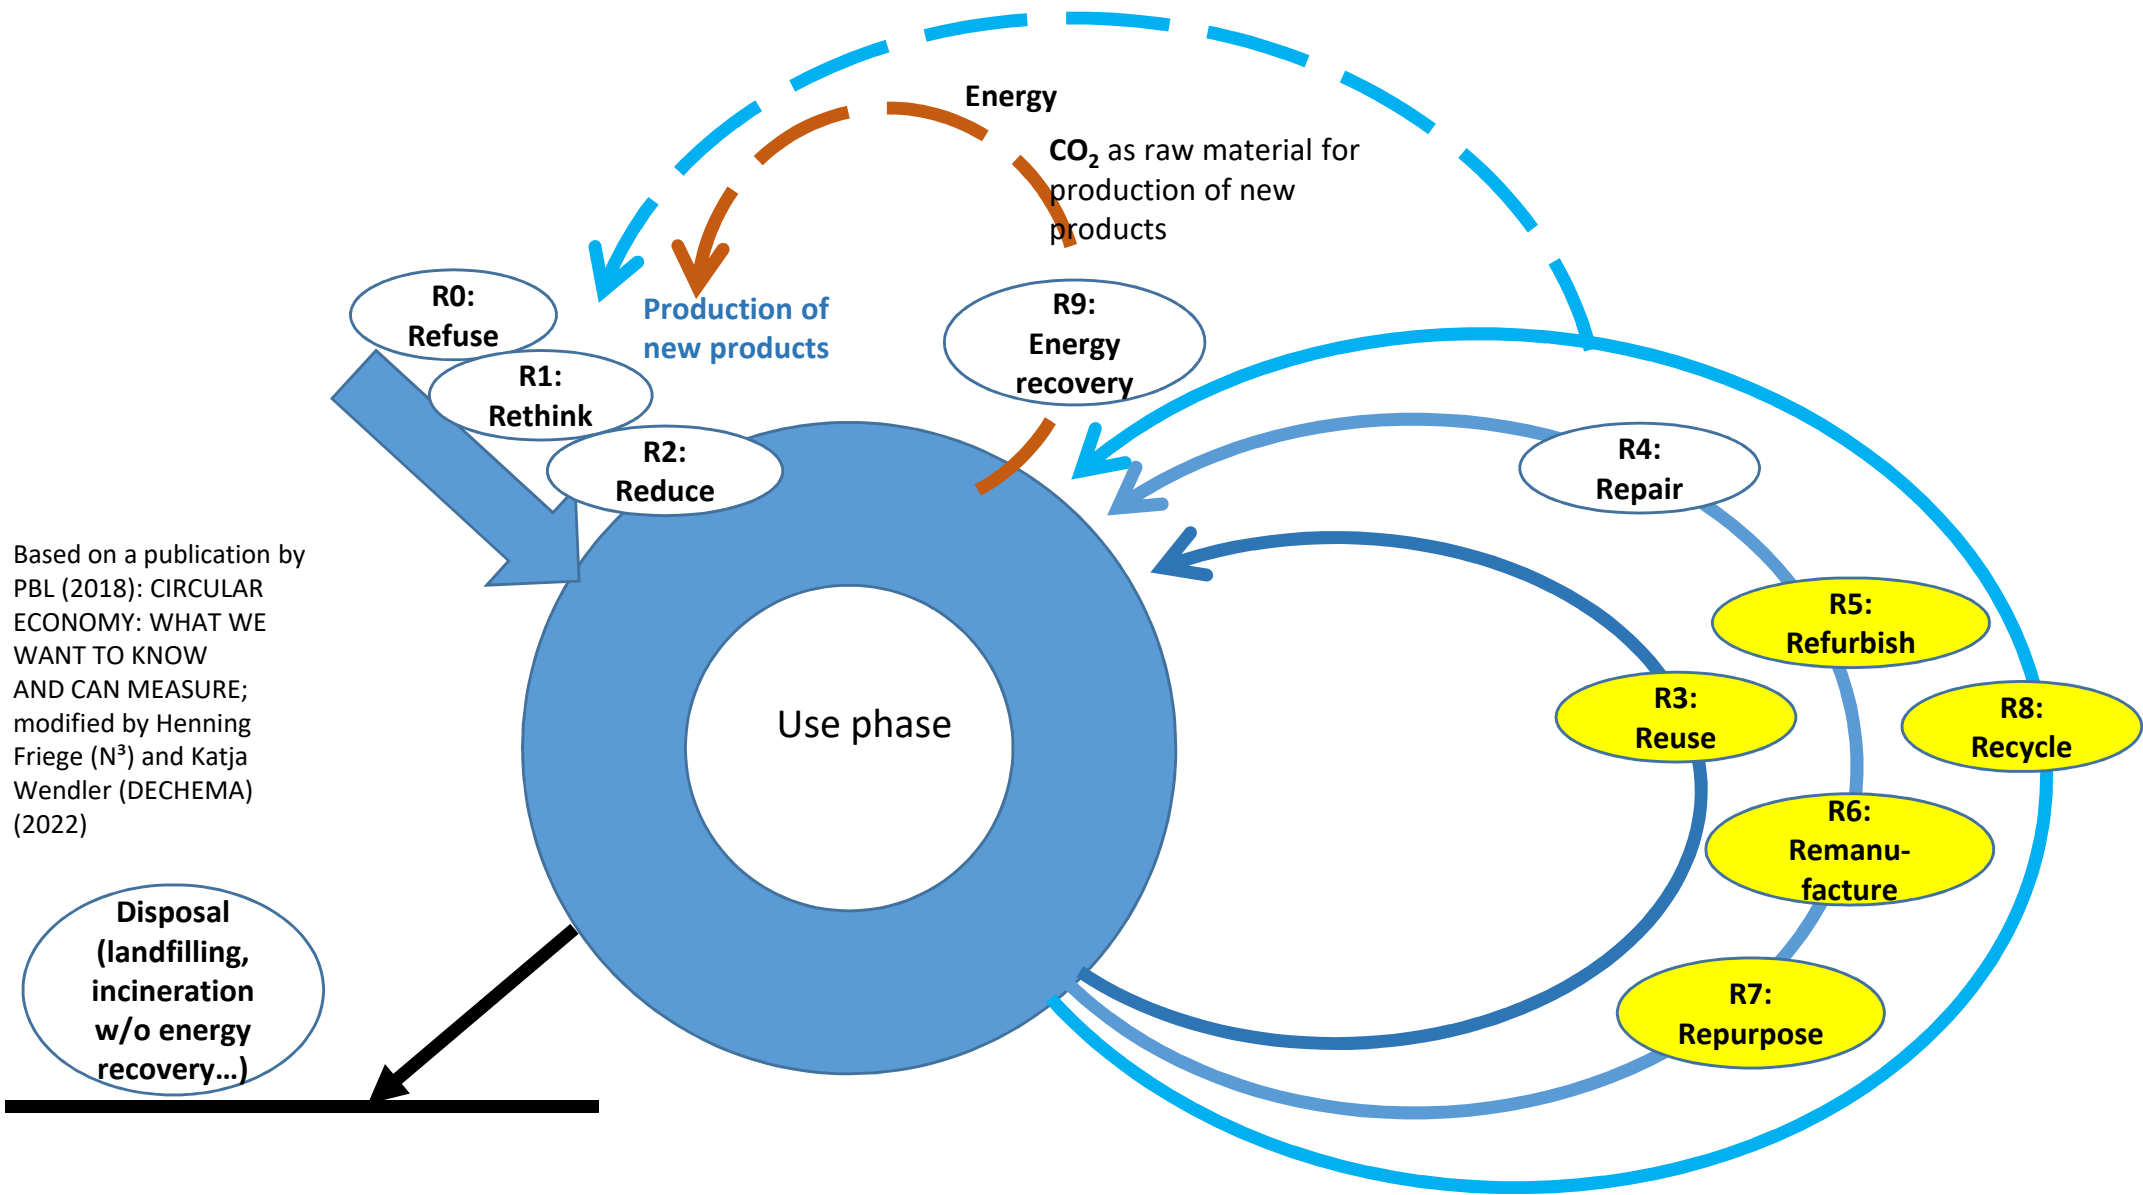 Energy
CO₂ as raw material for
production of new
products
R0:
Refuse
Production of
new products
R1:
Rethink
R2:
Reduce
R9:
Energy
recovery
R4:
Repair
R5:
Refurbish
R3:
Reuse
R8:
Recycle
R6:
Remanu-
facture
R7:
Repurpose
Use phase
Based on a publication by
PBL (2018): CIRCULAR
ECONOMY: WHAT WE
WANT TO KNOW
AND CAN MEASURE;
modified by Henning
Friege (N³) and Katja
Wendler (DECHEMA)
(2022)
Disposal
(landfilling,
incineration
w/o energy
recovery...)